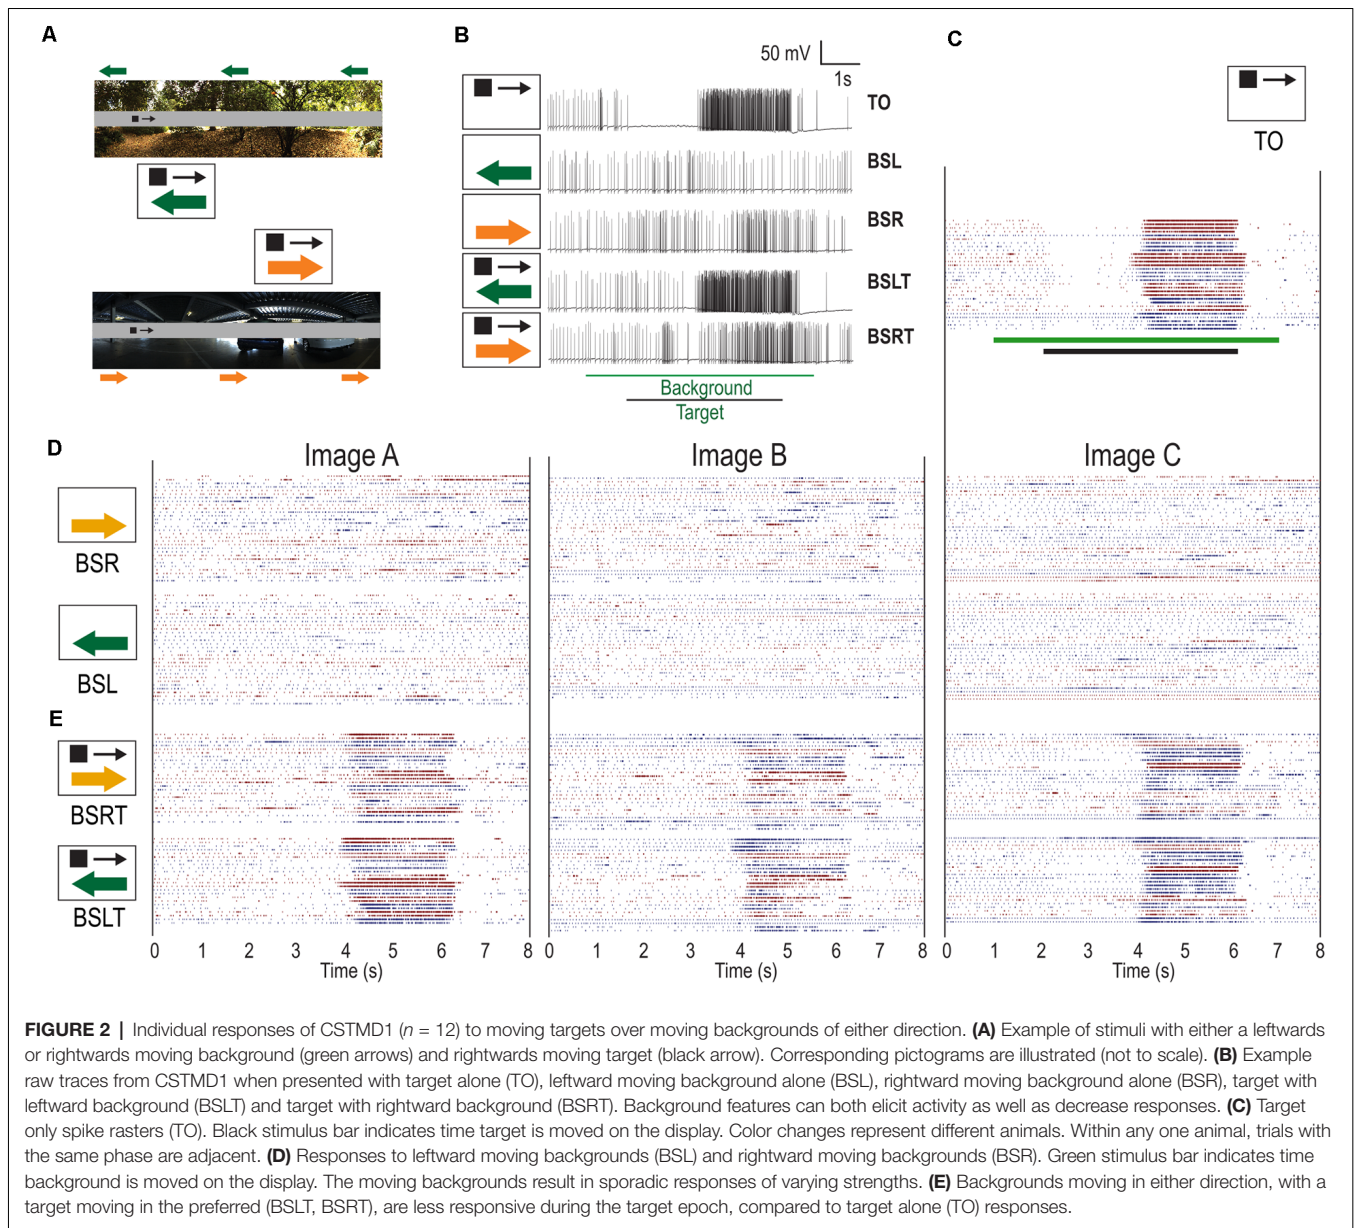 A
B
C
50 mV
1s
TO
TO
BSL
BSR
BSLT
BSRT
Background
Target
D
Image A
Image B
Image C
BSR
BSL
E
BSRT
BSLT
0 1 2 3 4 5 6 7 8
0 1 2 3 4 5 6 7 8
0 1 2 3 4 5 6 7 8
Time (s)
Time (s)
Time (s)
FIGURE 2 | Individual responses of CSTMD1 (n = 12) to moving targets over moving backgrounds of either direction. (A) Example of stimuli with either a leftwards
or rightwards moving background (green arrows) and rightwards moving target (black arrow). Corresponding pictograms are illustrated (not to scale). (B) Example
raw traces from CSTMD1 when presented with target alone (TO), leftward moving background alone (BSL), rightward moving background alone (BSR), target with
leftward background (BSLT) and target with rightward background (BSRT). Background features can both elicit activity as well as decrease responses. (C) Target
only spike rasters (TO). Black stimulus bar indicates time target is moved on the display. Color changes represent different animals. Within any one animal, trials with
the same phase are adjacent. (D) Responses to leftward moving backgrounds (BSL) and rightward moving backgrounds (BSR). Green stimulus bar indicates time
background is moved on the display. The moving backgrounds result in sporadic responses of varying strengths. (E) Backgrounds moving in either direction, with a
target moving in the preferred (BSLT, BSRT), are less responsive during the target epoch, compared to target alone (TO) responses.